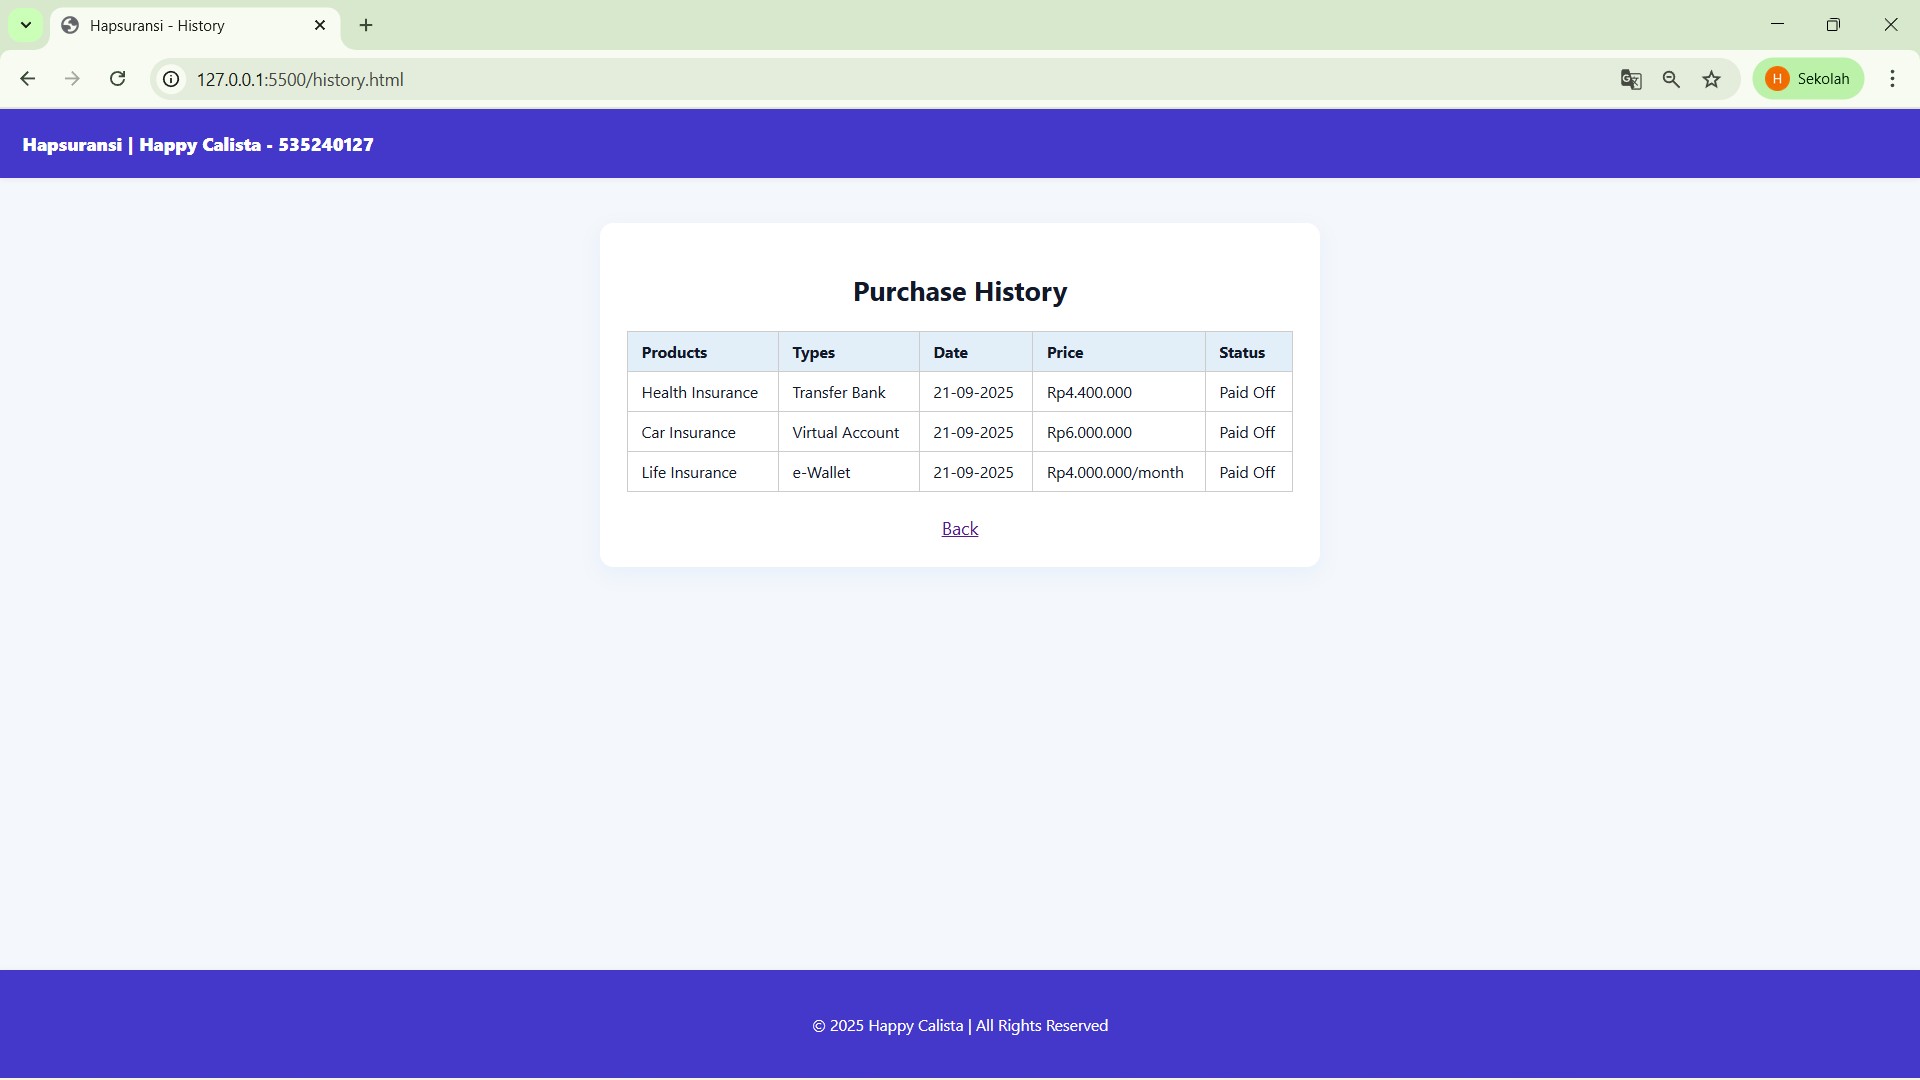 Hapsuransi - History
127.0.0.1:5500/history.html
H Sekolah
Hapsuransi | Happy Calista - 535240127
Purchase History
Products Types Date Price Status
Health Insurance Transfer Bank 21-09-2025 Rp4.400.000 Paid Off
Car Insurance Virtual Account 21-09-2025 Rp6.000.000 Paid Off
Life Insurance e-Wallet 21-09-2025 Rp4.000.000/month Paid Off
Back
© 2025 Happy Calista | All Rights Reserved